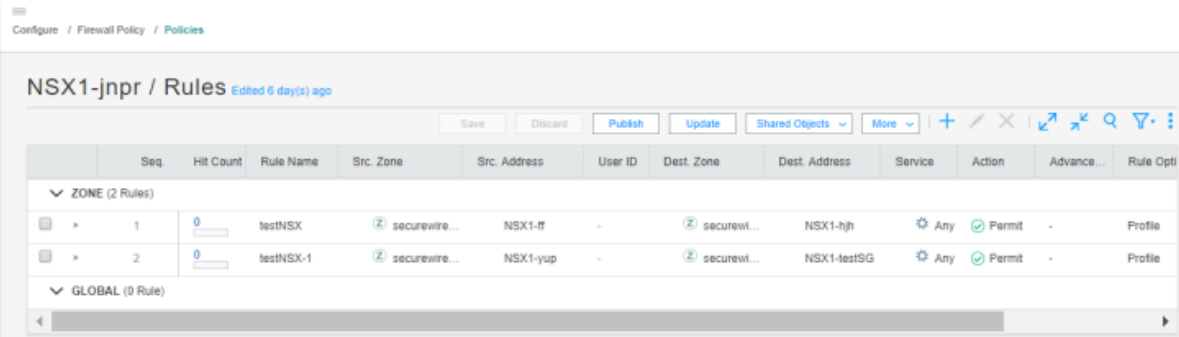 Configure / Firewall Policy / Policies
NSX1-jnpr / Rules Edited 6 day(s) ago
Save Discard Publish Update Shared Objects More
Seq. Hit Count Rule Name Src. Zone Src. Address User ID Dest. Zone Dest. Address Service Action Advance... Rule Opti
ZONE (2 Rules)
1 0 testNSX Z securewire... NSX1-ff - Z securewi... NSX1-hjh Any Permit - Profile
2 0 testNSX-1 Z securewire... NSX1-yup - Z securewi... NSX1-testSG Any Permit - Profile
GLOBAL (0 Rule)